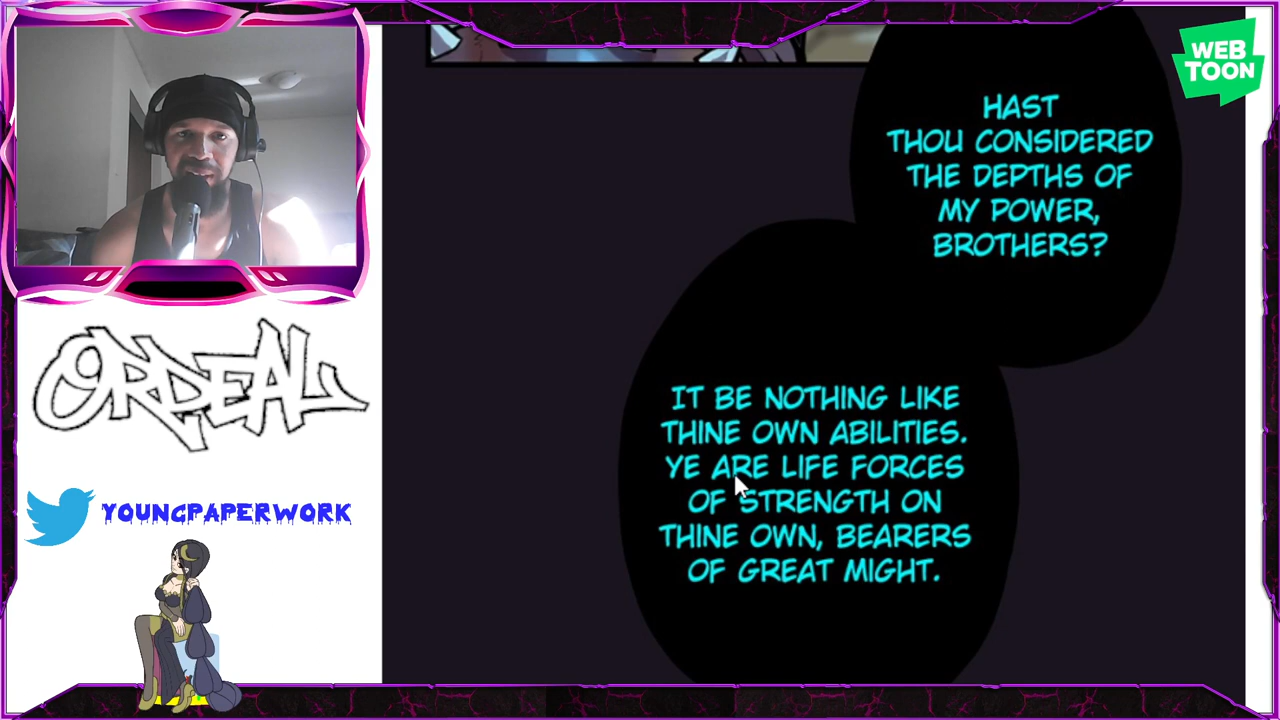 WEB
TOON
HAST
THOU CONSIDERED
THE DEPTHS OF
MY POWER,
BROTHERS?
IT BE NOTHING LIKE
THINE OWN ABILITIES.
YE ARE LIFE FORCES
OF STRENGTH ON
THINE OWN, BEARERS
OF GREAT MIGHT.
ORDEAL
YOUNGPAPERWORK